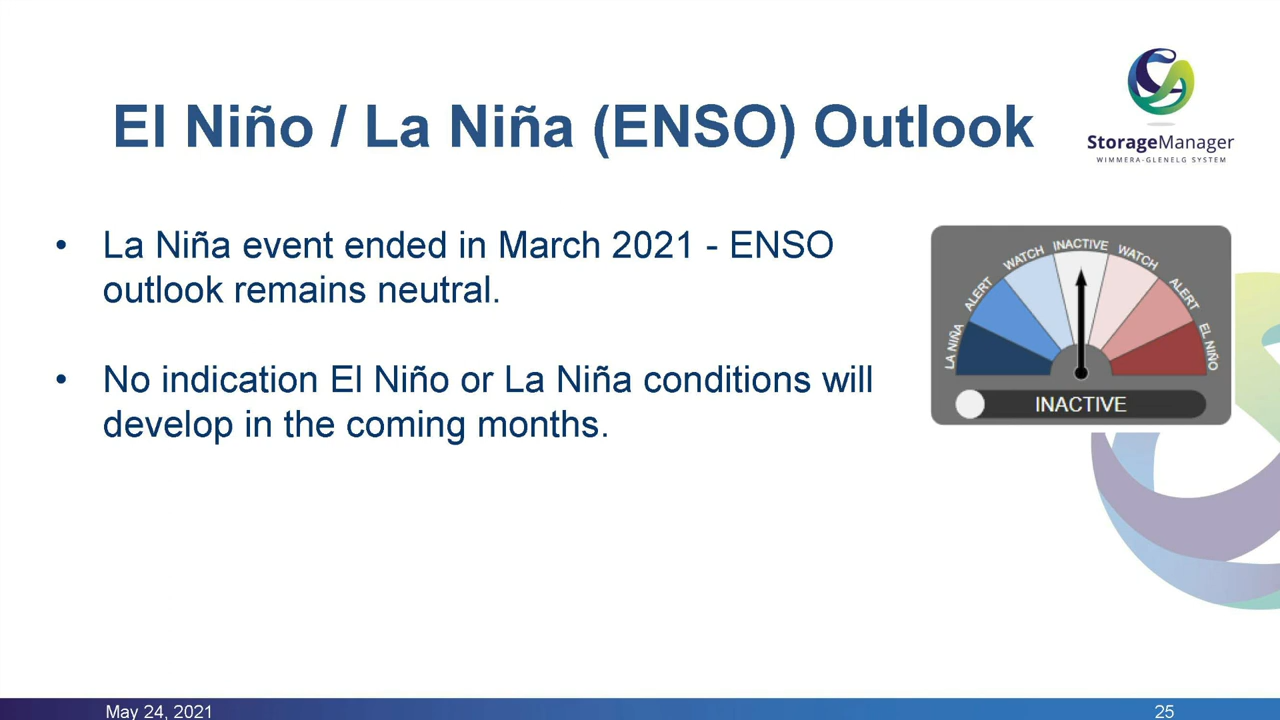 El Niño / La Niña (ENSO) Outlook
StorageManager
WIMMERA-GLENELG SYSTEM
• La Niña event ended in March 2021 - ENSO
outlook remains neutral.
• No indication El Niño or La Niña conditions will
develop in the coming months.
LA NIÑA
ALERT
WATCH
INACTIVE
WATCH
ALERT
EL NIÑO
INACTIVE
May 24, 2021
25